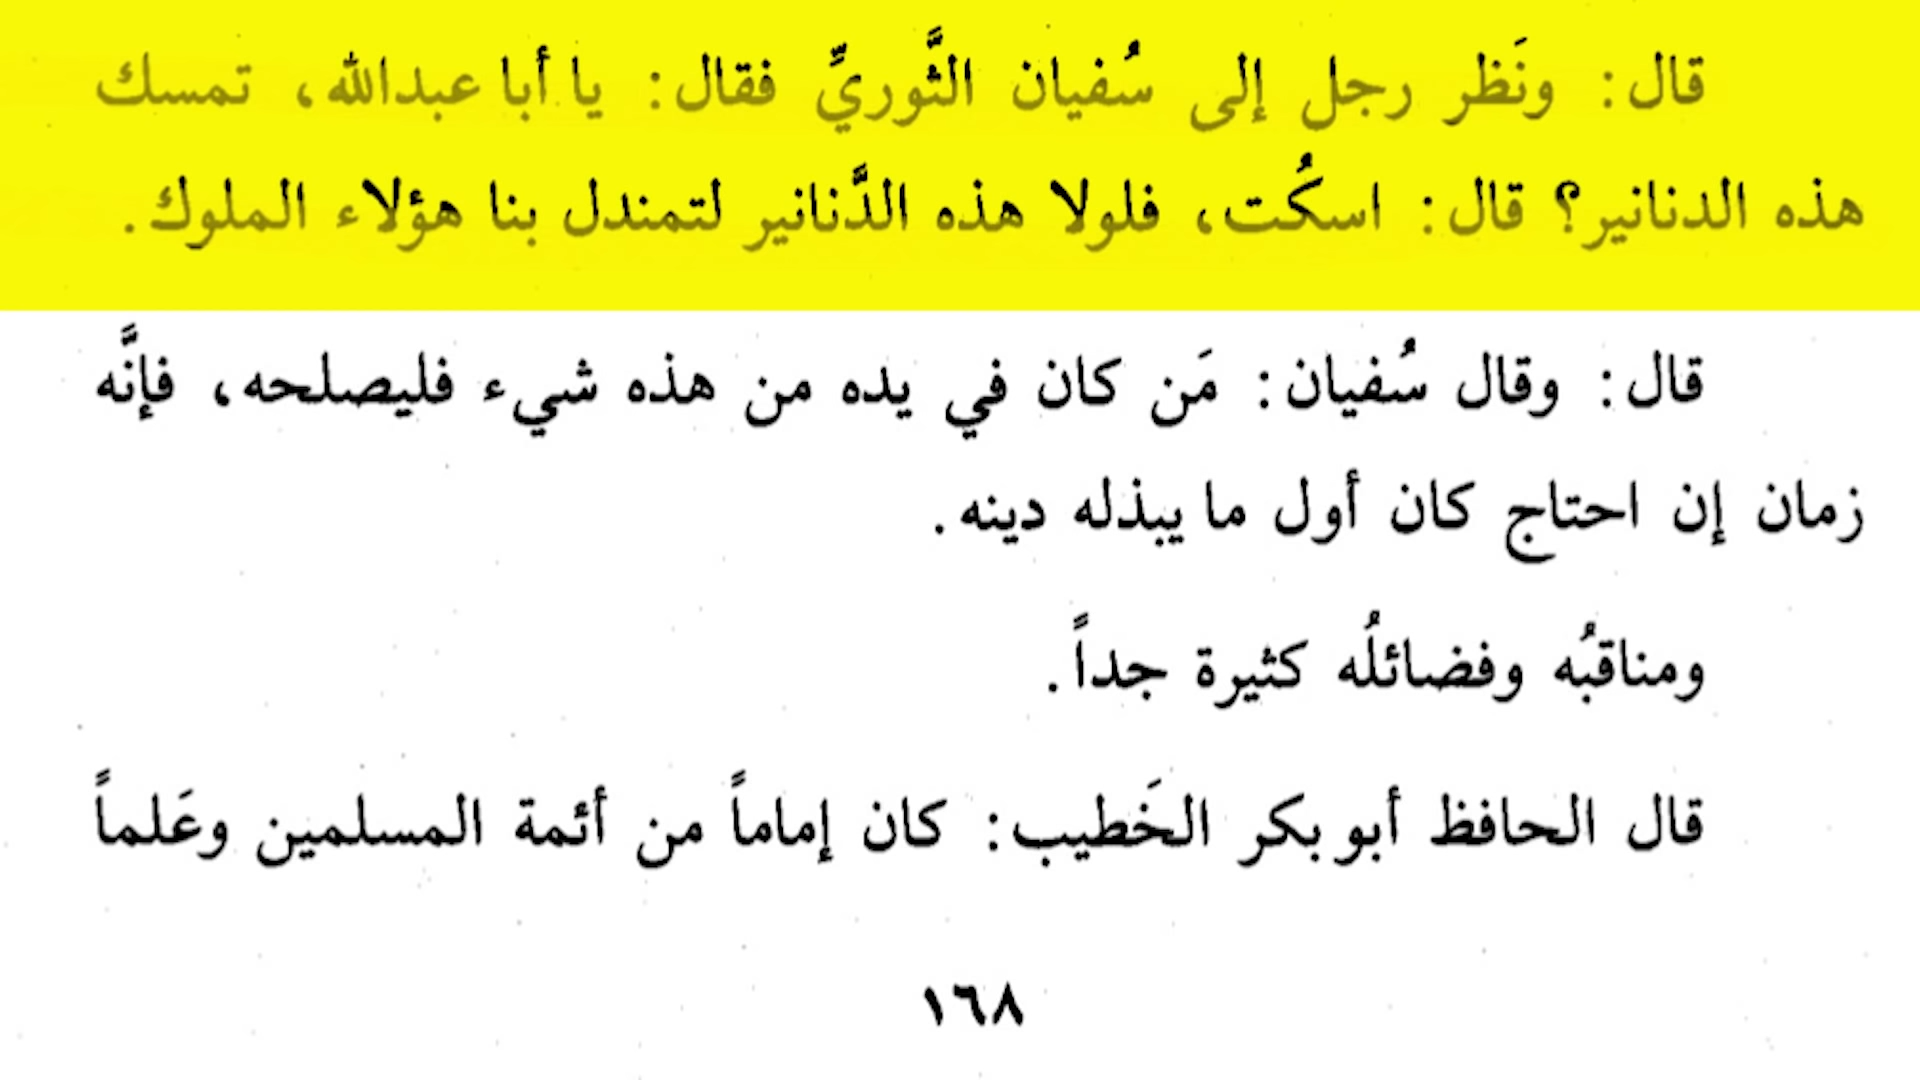 قال: ونَظر رجل إلى سُفيان الثَّوريِّ فقال: يا أبا عبدالله، تمسك
هذه الدنانير؟ قال: اسكُت، فلولا هذه الدَّنانير لتمندل بنا هؤلاء الملوك.
قال: وقال سُفيان: مَن كان في يده من هذه شيء فليصلحه، فإنَّه
زمان إن احتاج كان أول ما يبذله دينه.
ومناقبُه وفضائلُه كثيرة جداً.
قال الحافظ أبو بكر الخَطيب: كان إماماً من أئمة المسلمين وعَلماً
١٦٨